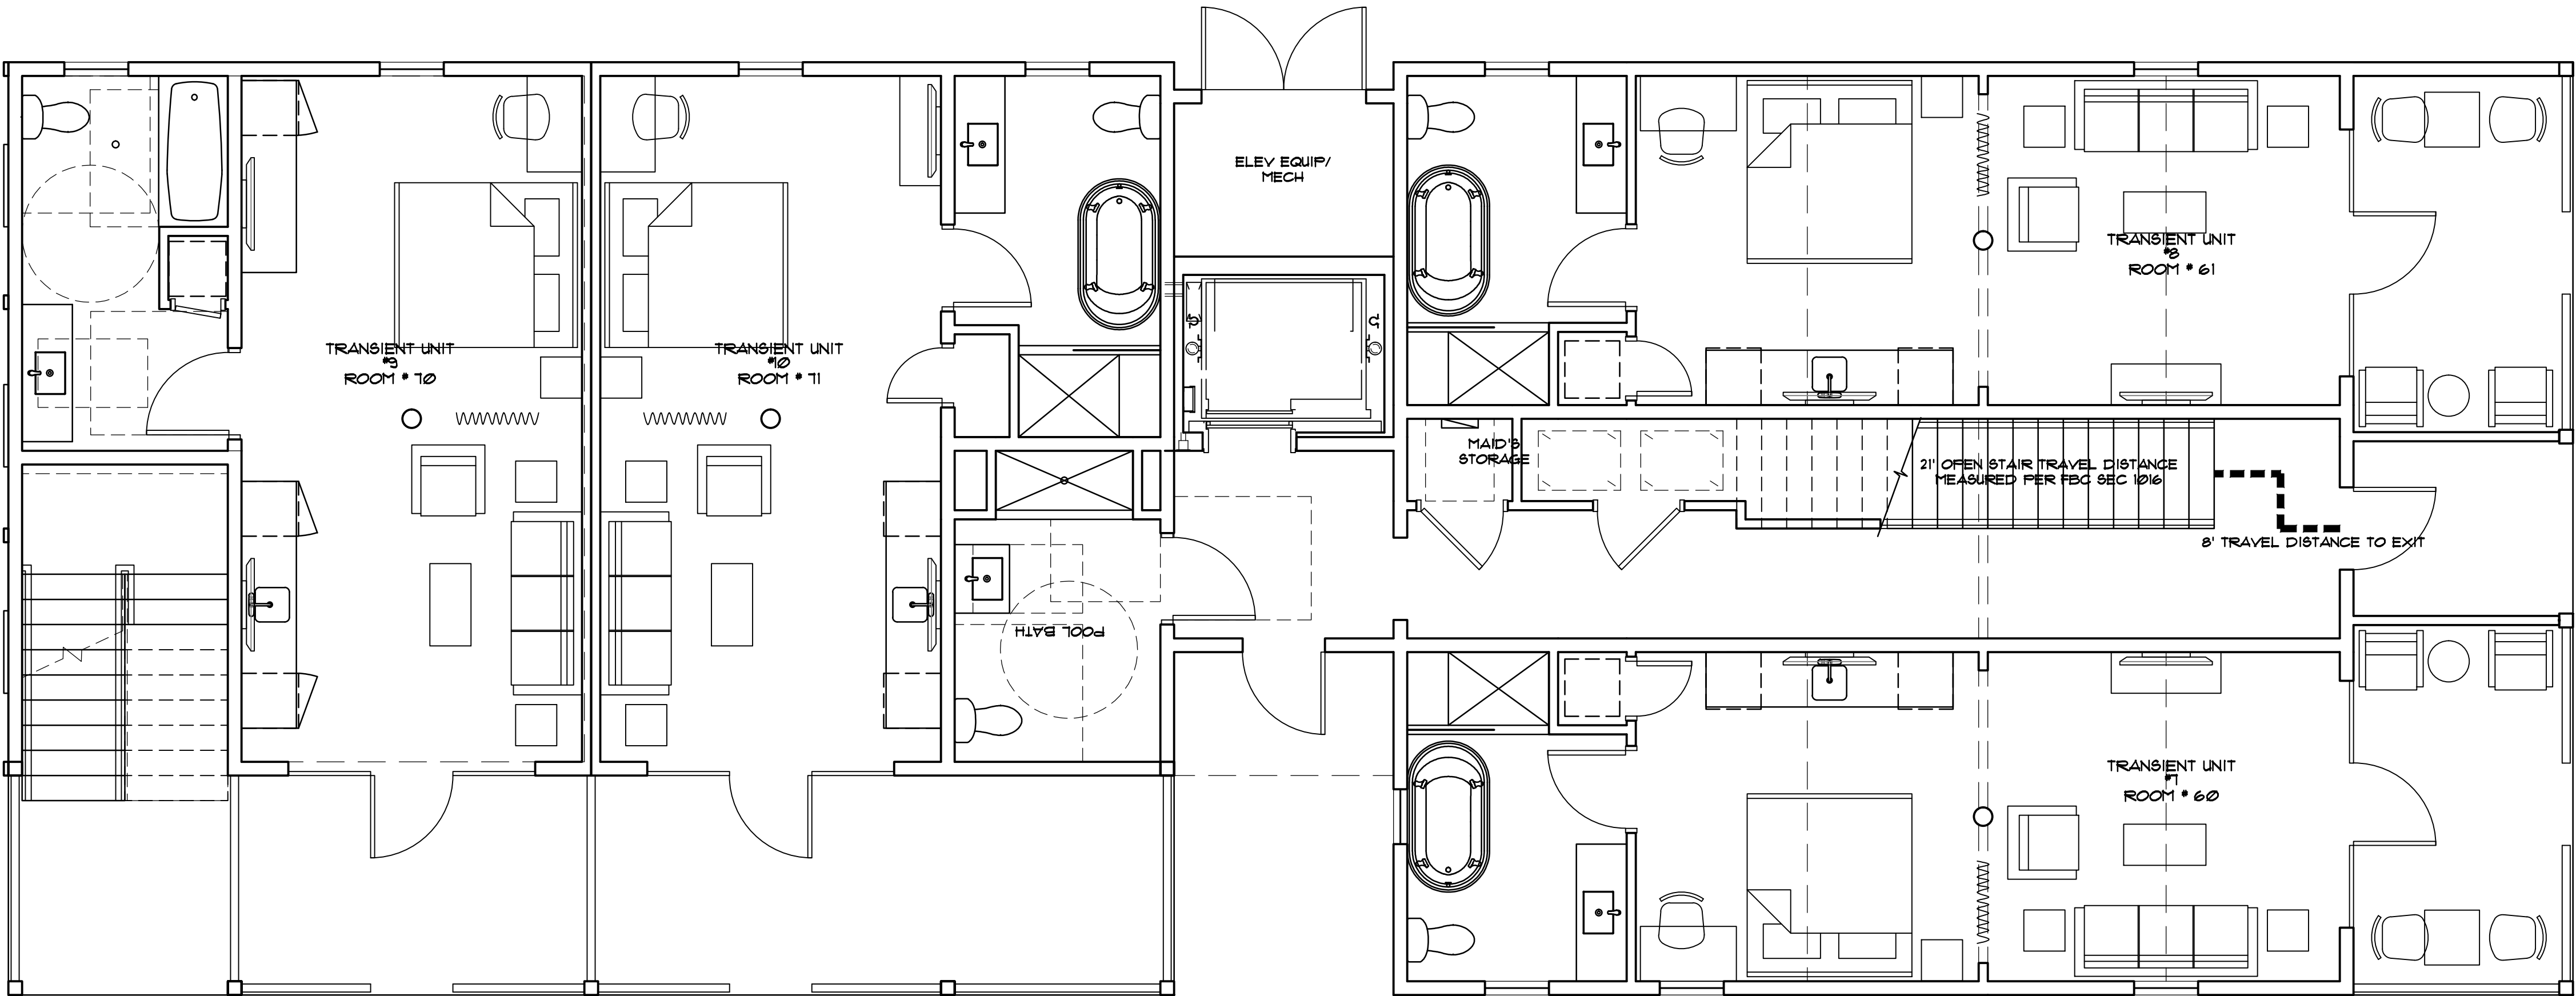 ELEV EQUIP/
MECH
TRANSIENT UNIT
#8
ROOM # 61
TRANSIENT UNIT
#9
ROOM # 70
TRANSIENT UNIT
#10
ROOM # 71
MAID'S
STORAGE
21' OPEN STAIR TRAVEL DISTANCE
MEASURED PER FBC SEC 1016
8' TRAVEL DISTANCE TO EXIT
POOL BATH
TRANSIENT UNIT
#7
ROOM # 60